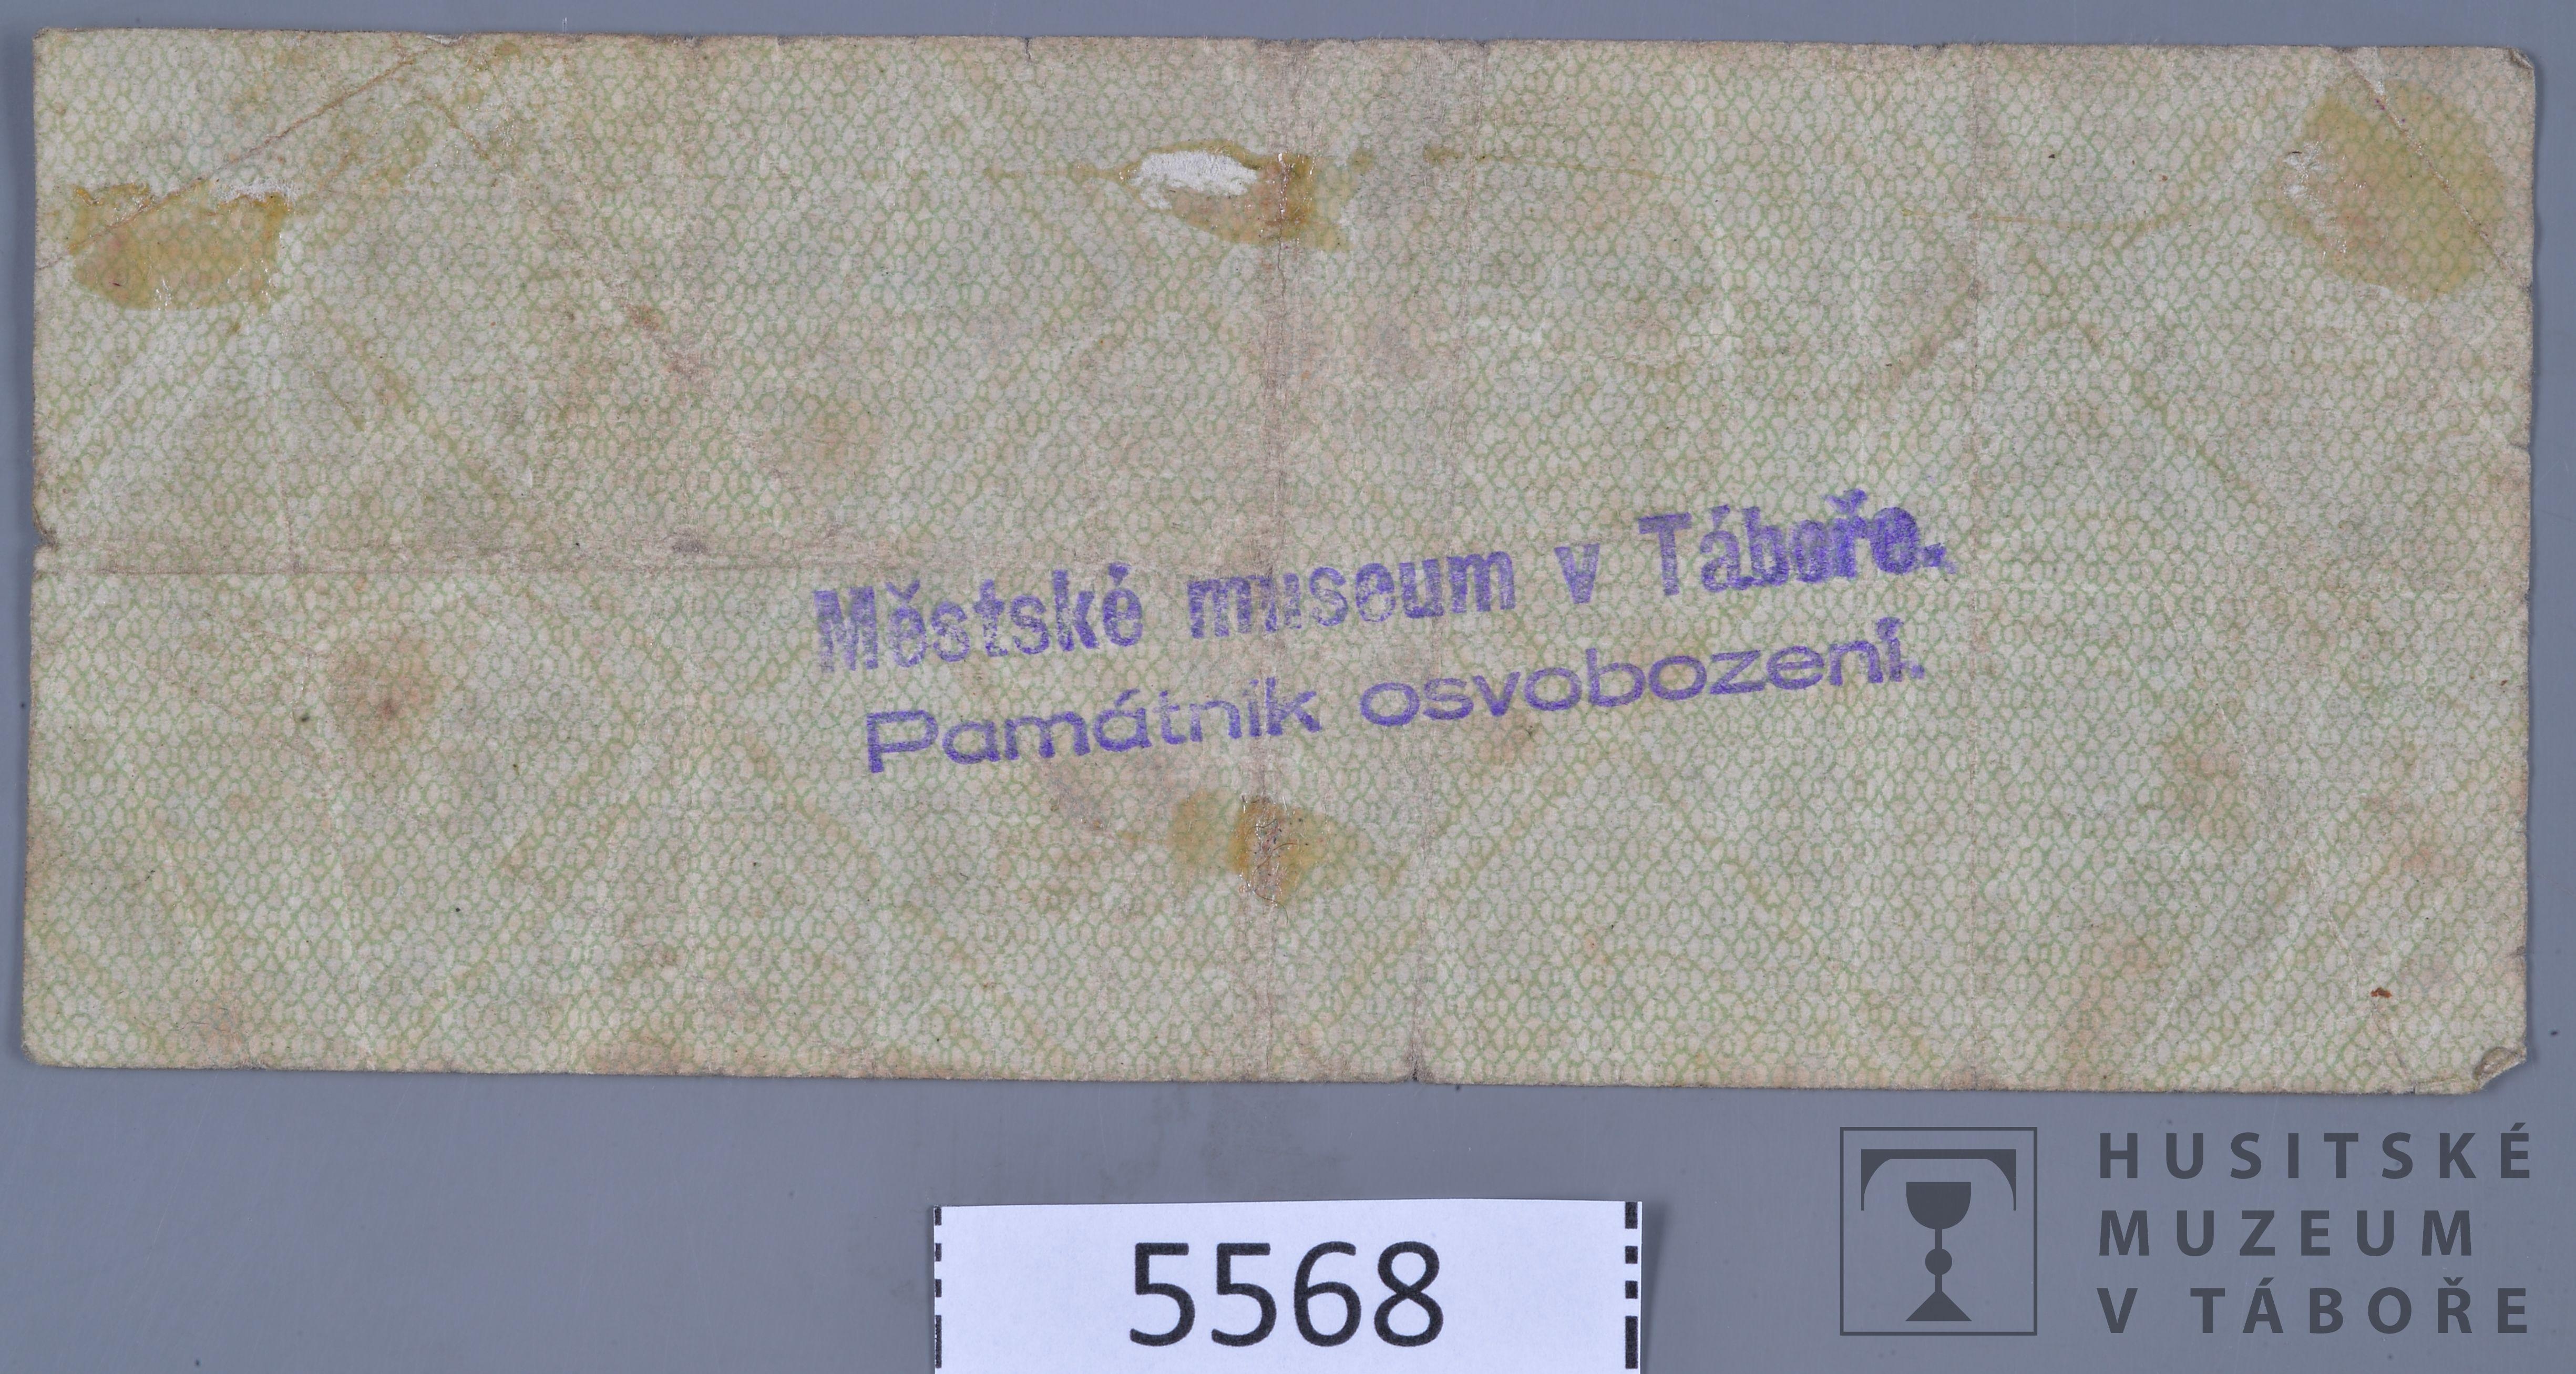 Městské museum v Táboře.
Památník osvobození.
5568
HUSITSKÉ
MUZEUM
V TÁBOŘE